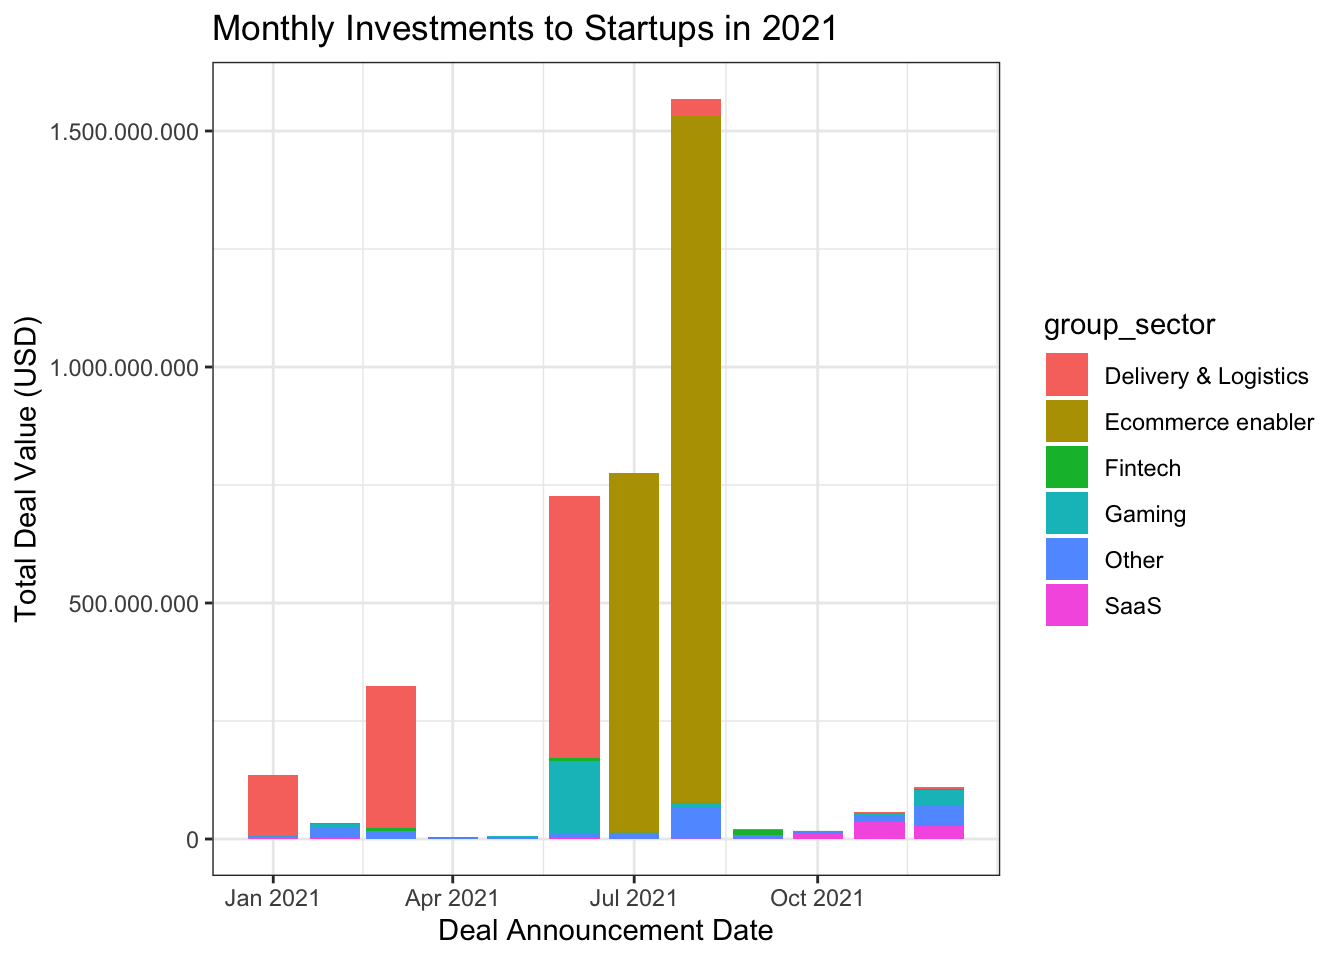 Monthly Investments to Startups in 2021
1.500.000.000
1.000.000.000
500.000.000
0
Total Deal Value (USD)
Jan 2021
Apr 2021
Jul 2021
Oct 2021
Deal Announcement Date
group_sector
Delivery & Logistics
Ecommerce enabler
Fintech
Gaming
Other
SaaS